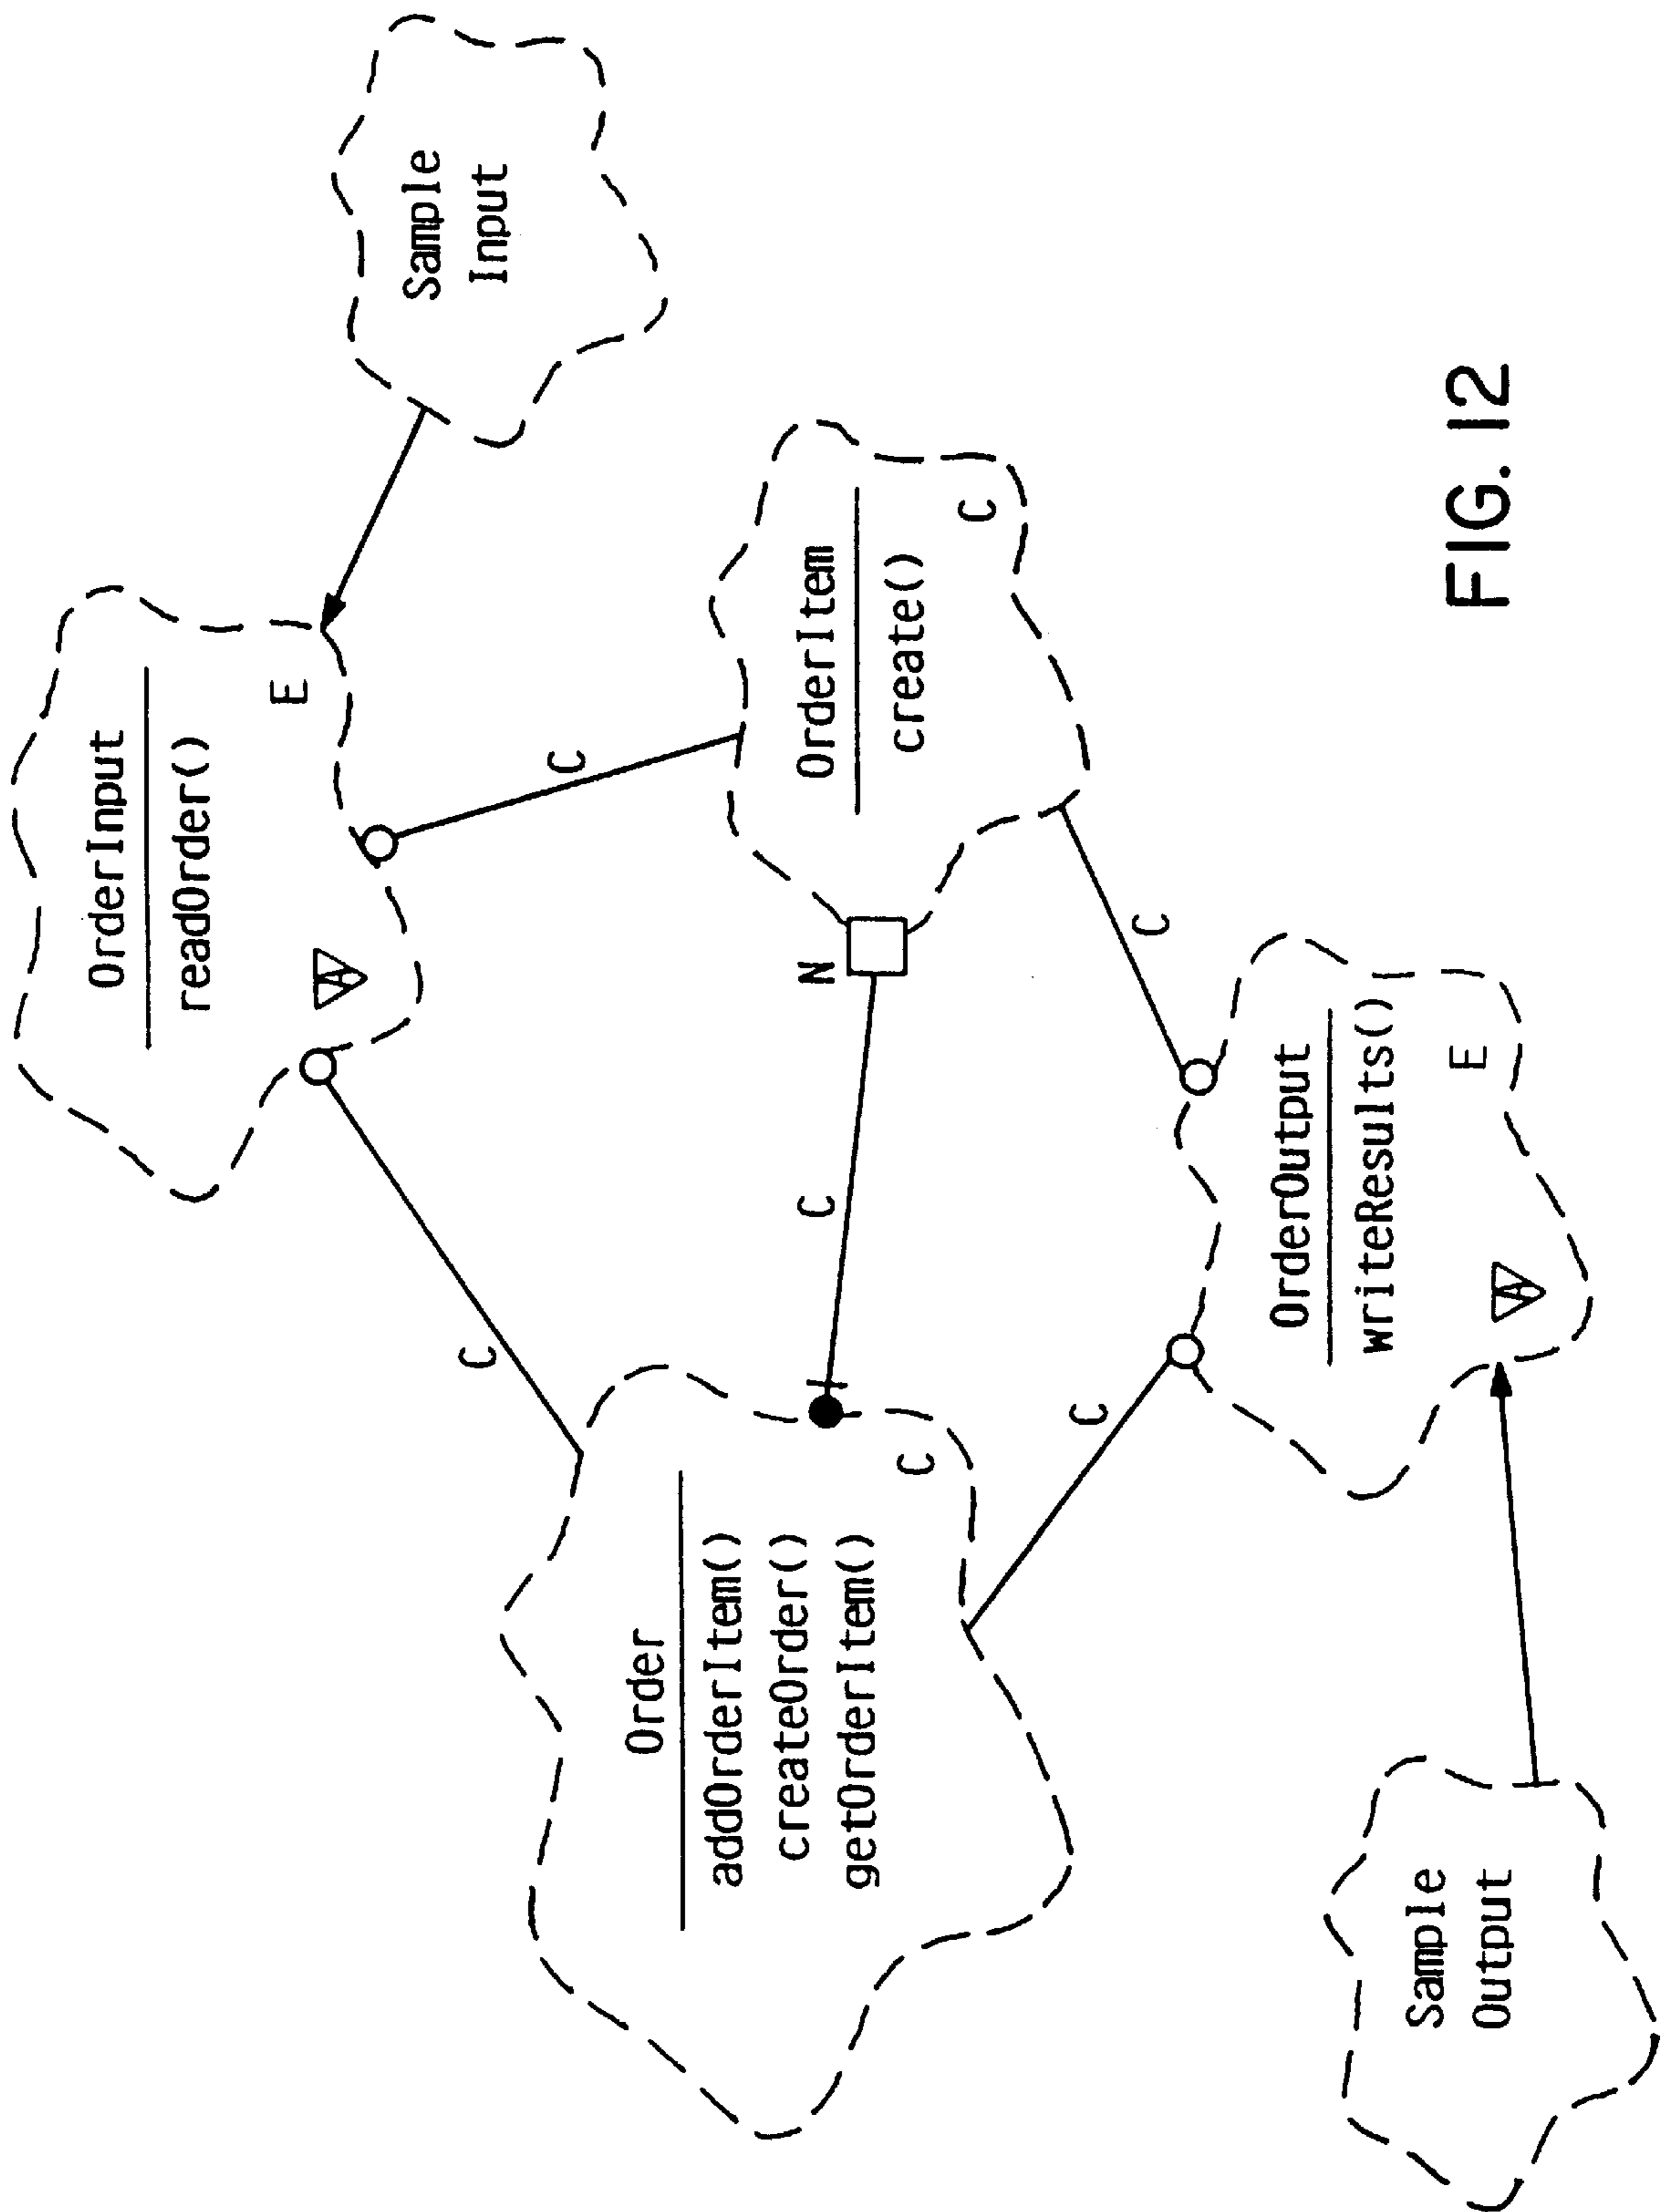 OrderInput
readOrder()
E
A
Sample
Input
C
C
Order
addOrderItem()
createOrder()
getOrderItem()
C
C
N
OrderItem
create()
C
C
C
OrderOutput
writeResults()
E
A
Sample
Output
FIG. 12